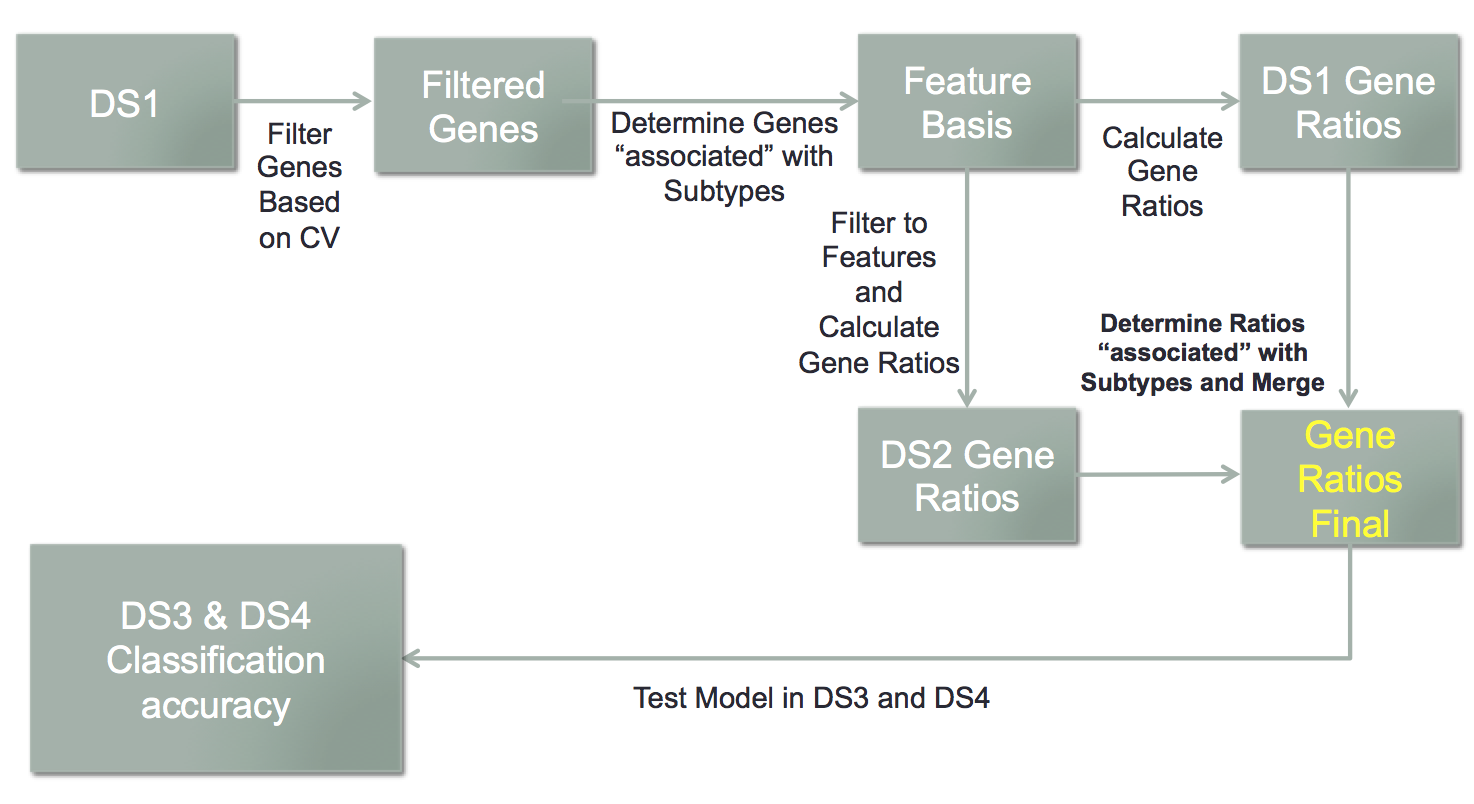 DS1
Filter
Genes
Based
on CV
Filtered
Genes
Determine Genes
“associated” with
Subtypes
Feature
Basis
Calculate
Gene
Ratios
DS1 Gene
Ratios
Filter to
Features
and
Calculate
Gene Ratios
Determine Ratios
“associated” with
Subtypes and Merge
DS2 Gene
Ratios
Gene
Ratios
Final
Test Model in DS3 and DS4
DS3 & DS4
Classification
accuracy